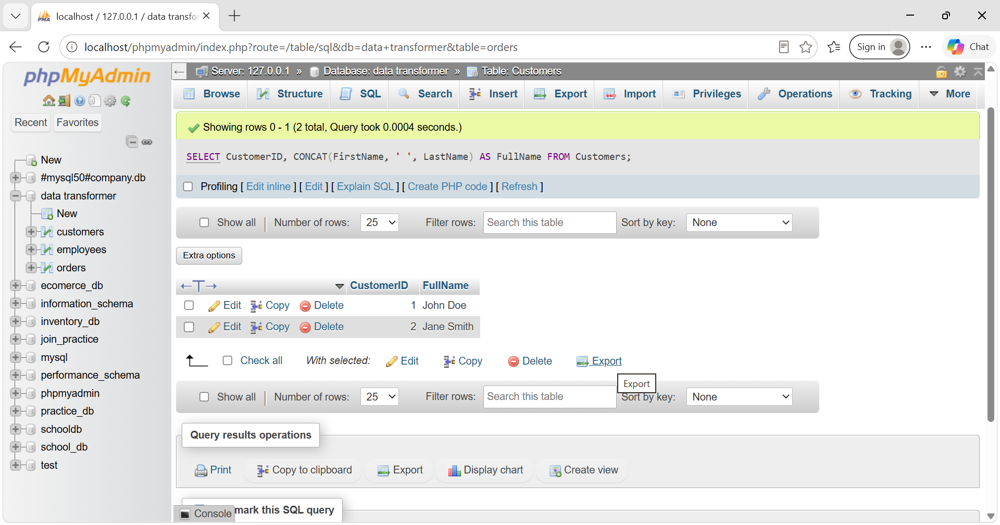 localhost / 127.0.0.1 / data transfo
localhost/phpmyadmin/index.php?route=/table/sql&db=data+transformer&table=orders
Sign in
Chat
phpMyAdmin
Recent
Favorites
New
#mysql50#company.db
data transformer
New
customers
employees
orders
ecomerce_db
information_schema
inventory_db
join_practice
mysql
performance_schema
phpmyadmin
practice_db
schooldb
school_db
test
Server: 127.0.0.1 » Database: data transformer » Table: Customers
Browse Structure SQL Search Insert Export Import Privileges Operations Tracking More
Showing rows 0 - 1 (2 total, Query took 0.0004 seconds.)
SELECT CustomerID, CONCAT(FirstName, ' ', LastName) AS FullName FROM Customers;
Profiling [ Edit inline ] [ Edit ] [ Explain SQL ] [ Create PHP code ] [ Refresh ]
Show all | Number of rows: 25 Filter rows: Search this table Sort by key: None
Extra options
←T→ CustomerID FullName
Edit Copy Delete 1 John Doe
Edit Copy Delete 2 Jane Smith
Check all With selected: Edit Copy Delete Export
Export
Show all | Number of rows: 25 Filter rows: Search this table Sort by key: None
Query results operations
Print Copy to clipboard Export Display chart Create view
mark this SQL query
Console